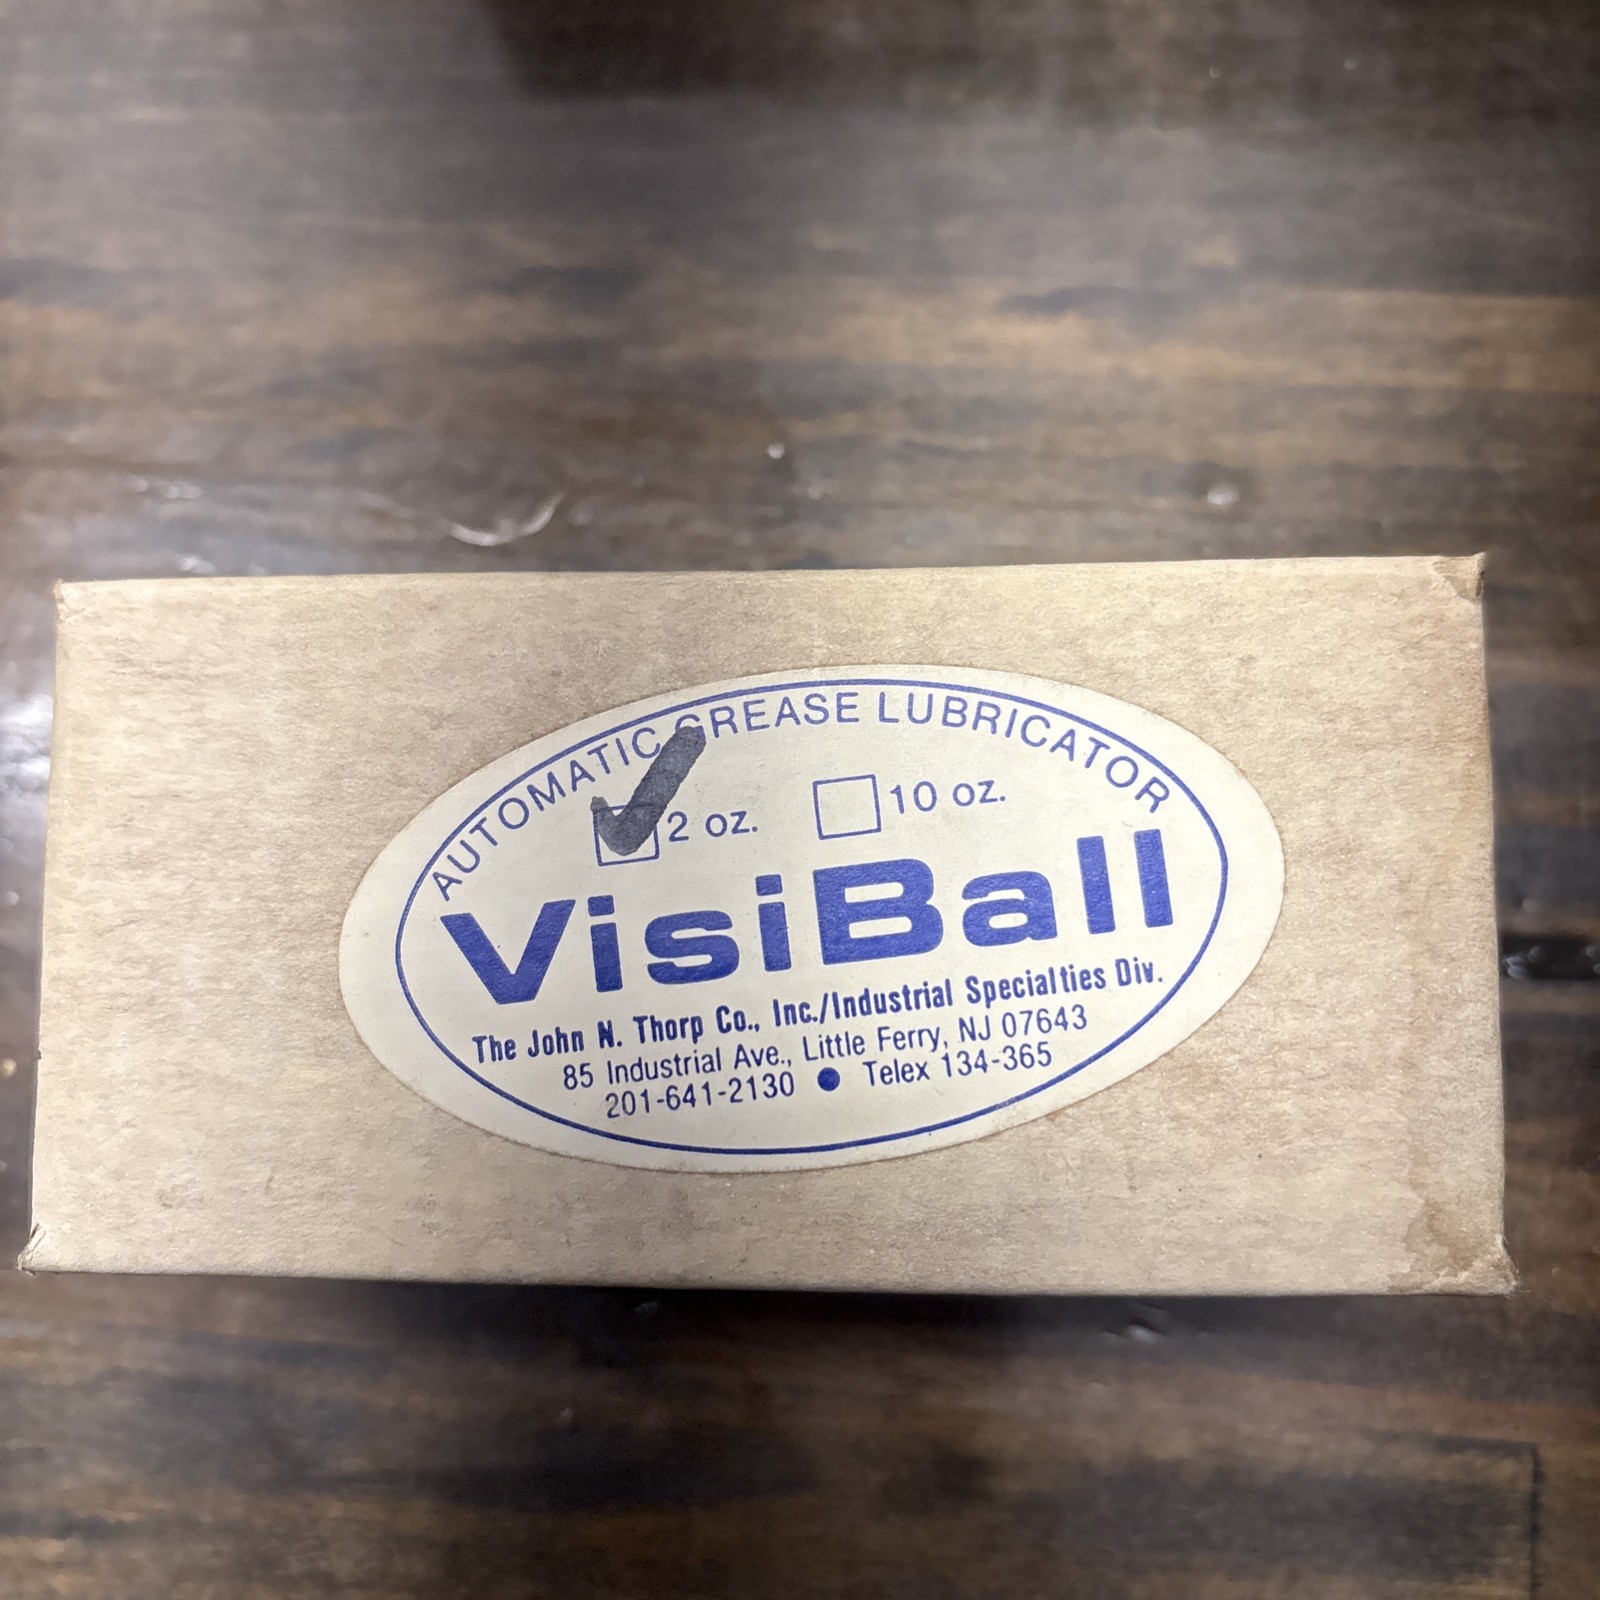 AUTOMATIC GREASE LUBRICATOR
2 oz. 10 oz.
VisiBall
The John N. Thorp Co., Inc./Industrial Specialties Div.
85 Industrial Ave., Little Ferry, NJ 07643
201-641-2130 ● Telex 134-365